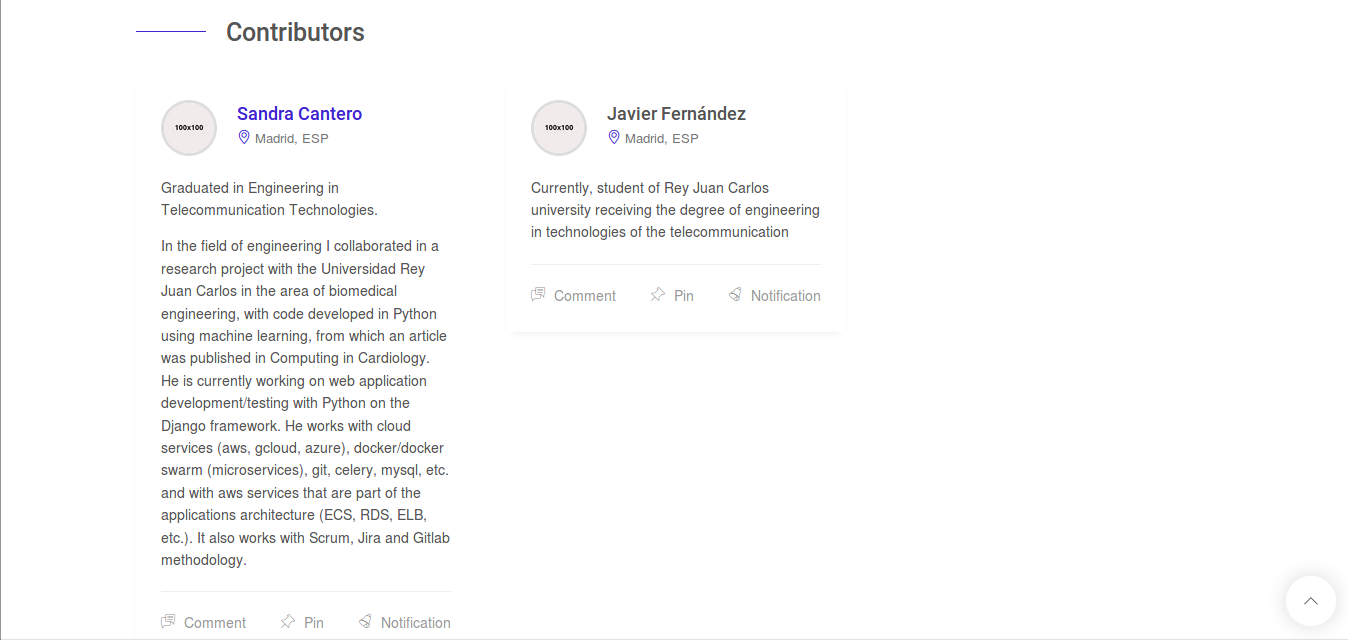 Contributors
100x100
Sandra Cantero
Madrid, ESP
Graduated in Engineering in
Telecommunication Technologies.
In the field of engineering I collaborated in a
research project with the Universidad Rey
Juan Carlos in the area of biomedical
engineering, with code developed in Python
using machine learning, from which an article
was published in Computing in Cardiology.
He is currently working on web application
development/testing with Python on the
Django framework. He works with cloud
services (aws, gcloud, azure), docker/docker
swarm (microservices), git, celery, mysql, etc.
and with aws services that are part of the
applications architecture (ECS, RDS, ELB,
etc.). It also works with Scrum, Jira and Gitlab
methodology.
Comment Pin Notification
100x100
Javier Fernández
Madrid, ESP
Currently, student of Rey Juan Carlos
university receiving the degree of engineering
in technologies of the telecommunication
Comment Pin Notification